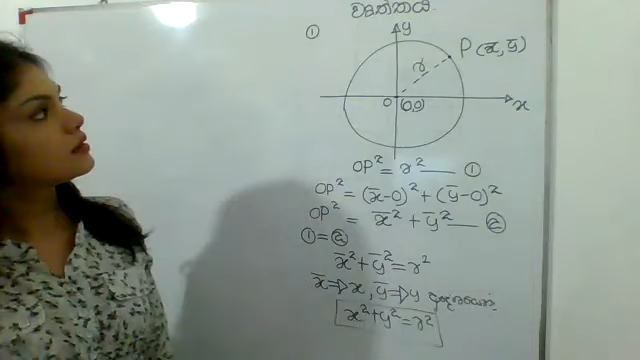 වෘත්තය.
①
y
P (x̄, ȳ)
r
O (0,0)
x
OP² = r² —— ①
OP² = (x̄-0)² + (ȳ-0)²
OP² = x̄² + ȳ² —— ②
① = ②
x̄² + ȳ² = r²
x̄ ⇒ x, ȳ ⇒ y
x² + y² = r²